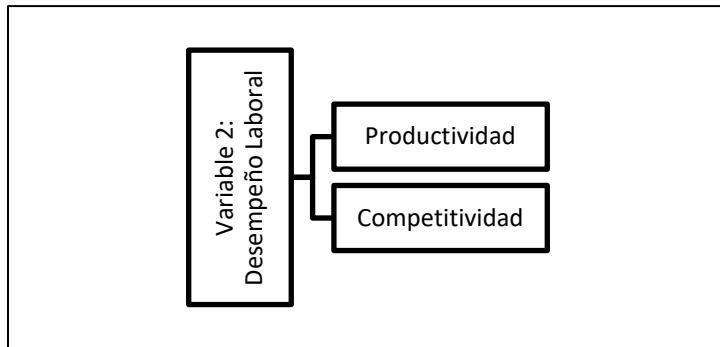 Variable 2:
Desempeño Laboral
Productividad
Competitividad